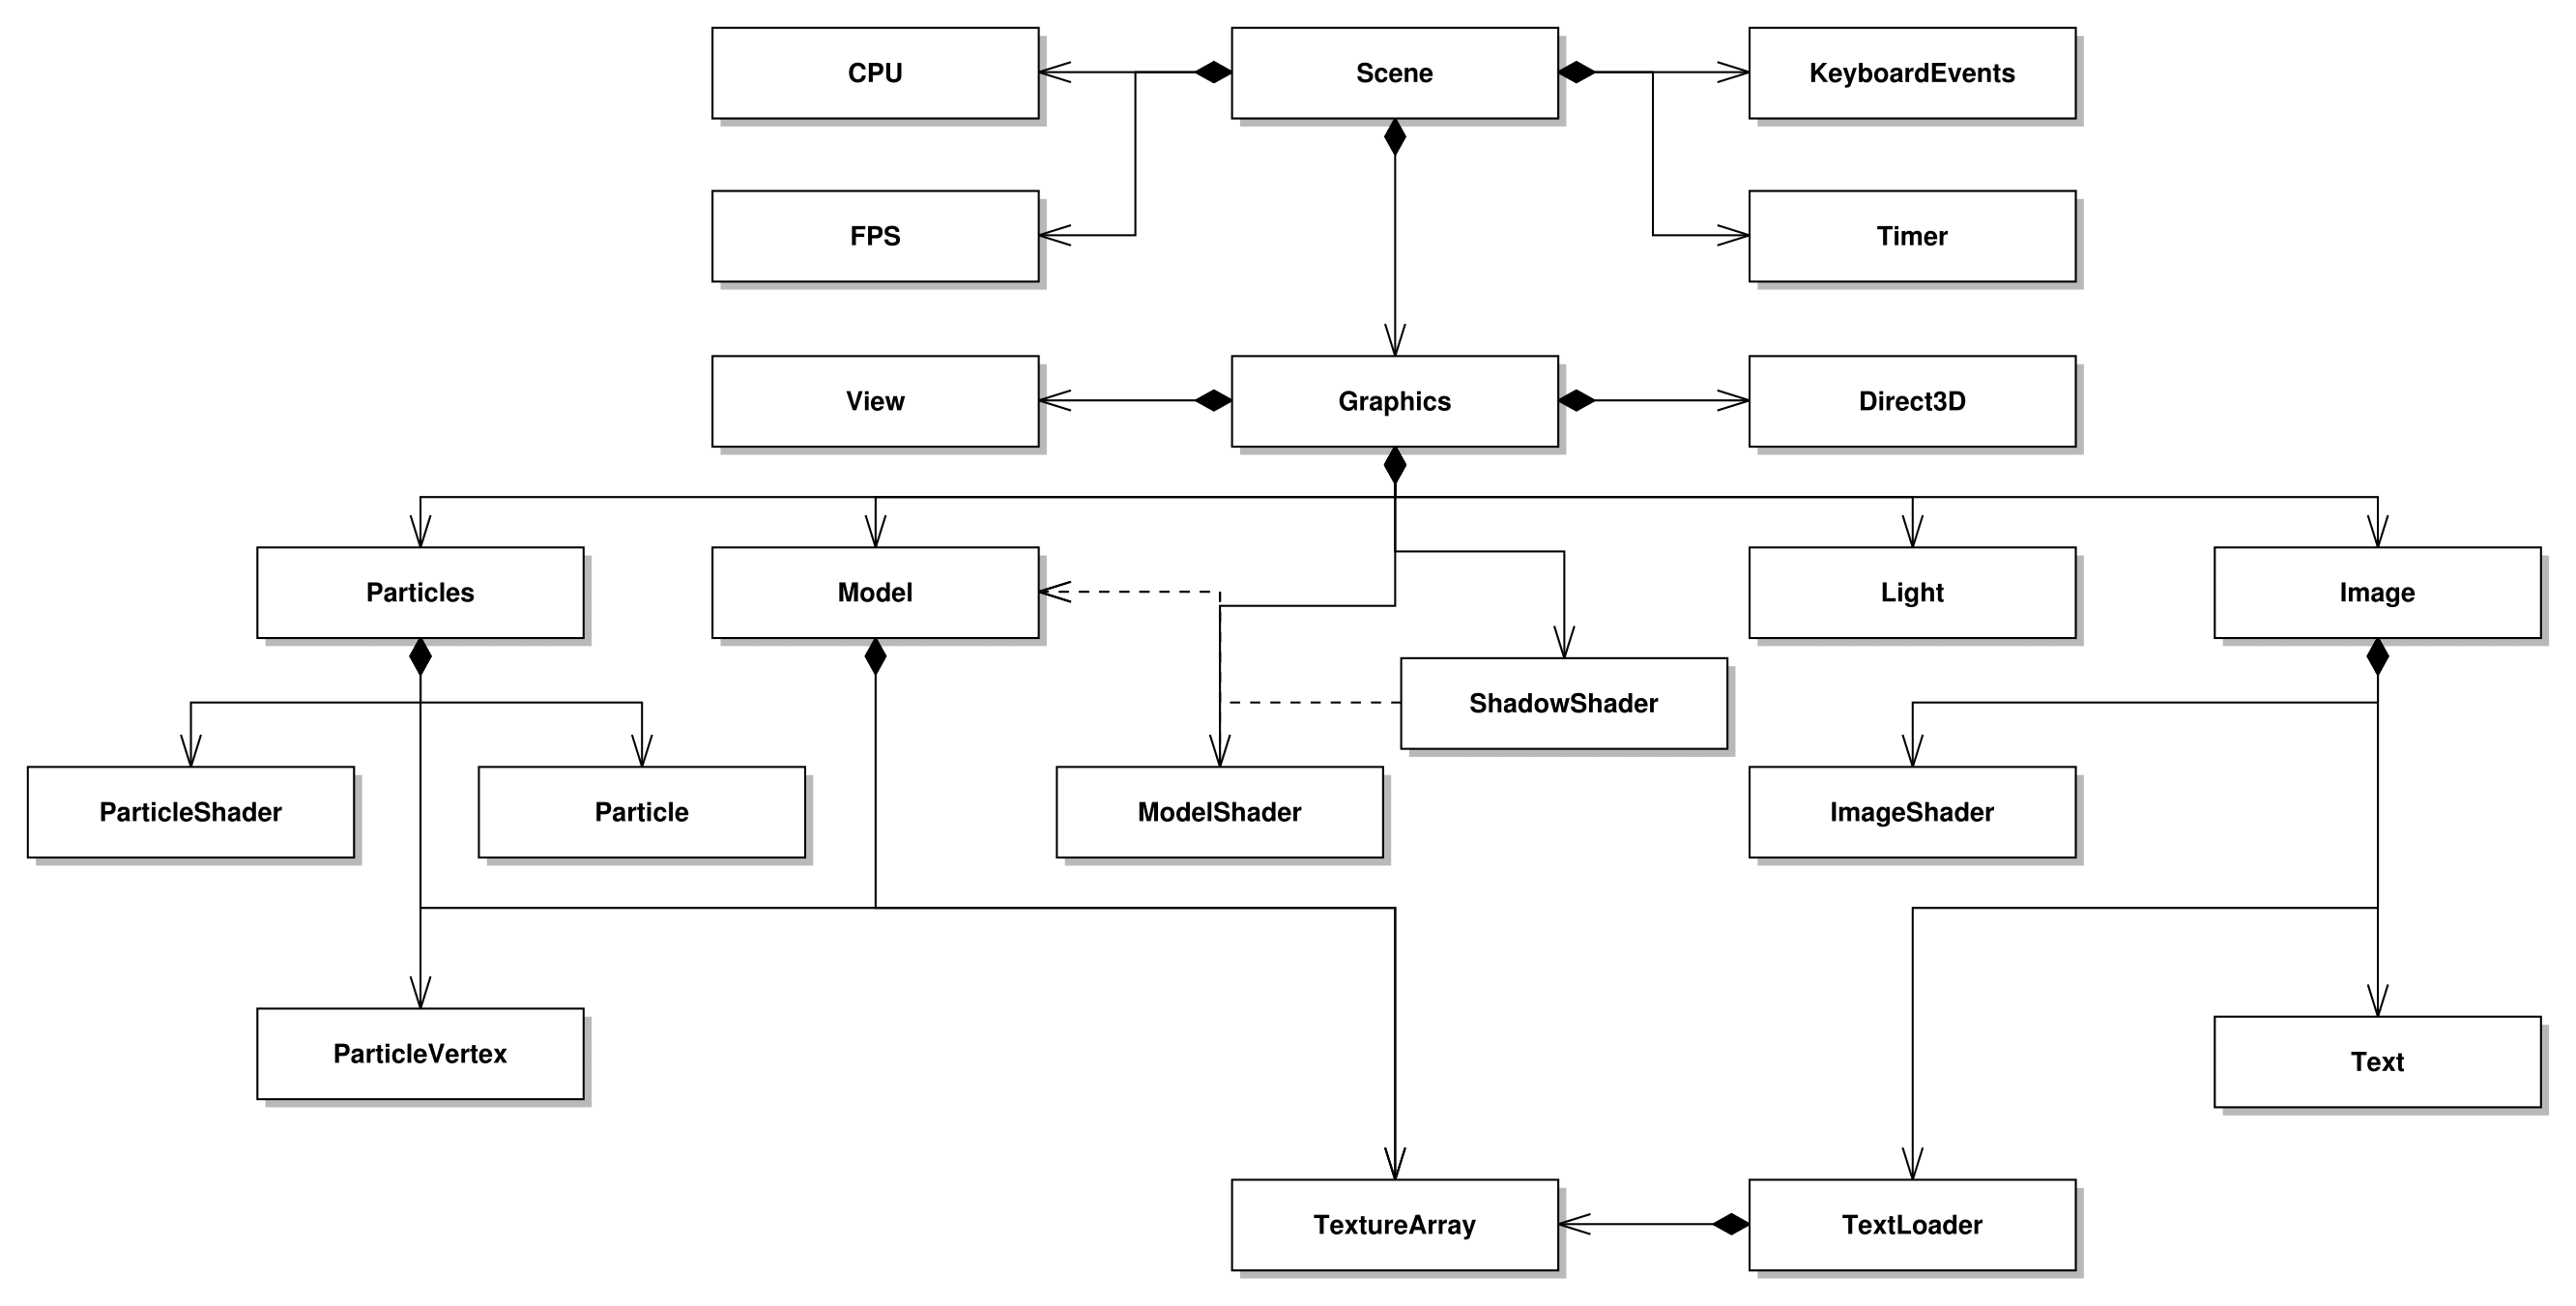 CPU
Scene
KeyboardEvents
FPS
Timer
View
Graphics
Direct3D
Particles
Model
Light
Image
ShadowShader
ParticleShader
Particle
ModelShader
ImageShader
ParticleVertex
Text
TextureArray
TextLoader